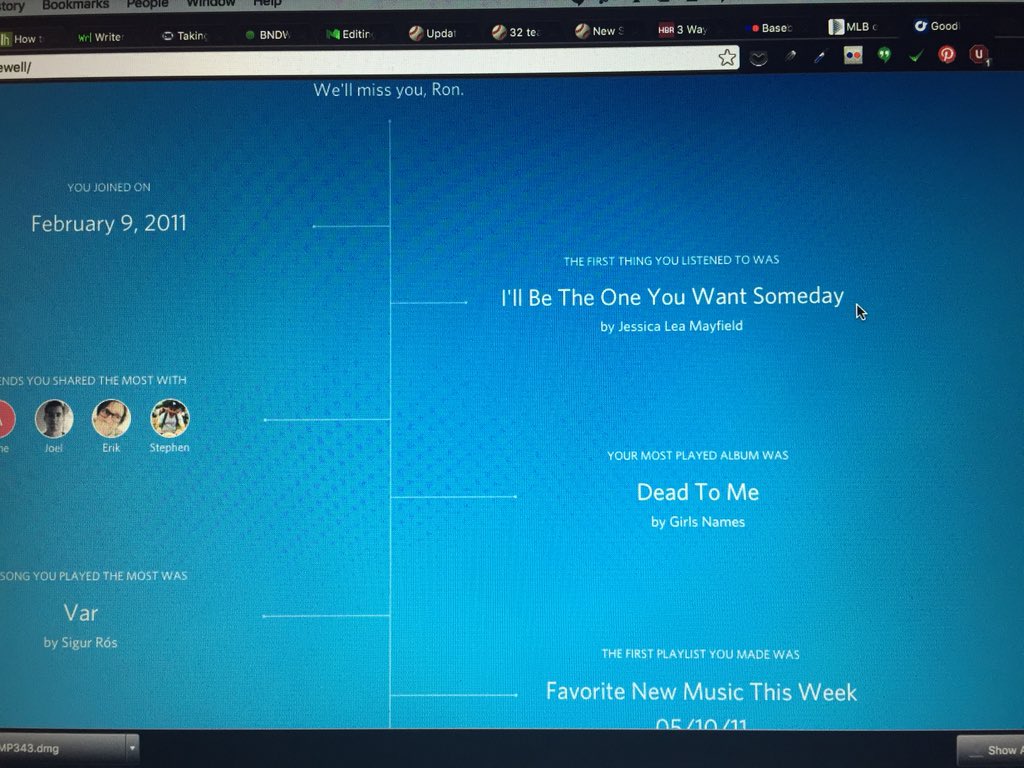 story Bookmarks People Window Help
How t
Writer
Taking
BNDW
Editin
Updat
32 te
New S
HBR 3 Way
Baseb
MLB e
Good
ewell/
We'll miss you, Ron.
YOU JOINED ON
February 9, 2011
THE FIRST THING YOU LISTENED TO WAS
I'll Be The One You Want Someday
by Jessica Lea Mayfield
ENDS YOU SHARED THE MOST WITH
ne Joel Erik Stephen
YOUR MOST PLAYED ALBUM WAS
Dead To Me
by Girls Names
SONG YOU PLAYED THE MOST WAS
Var
by Sigur Rós
THE FIRST PLAYLIST YOU MADE WAS
Favorite New Music This Week
05/10/11
MP343.dmg
Show A